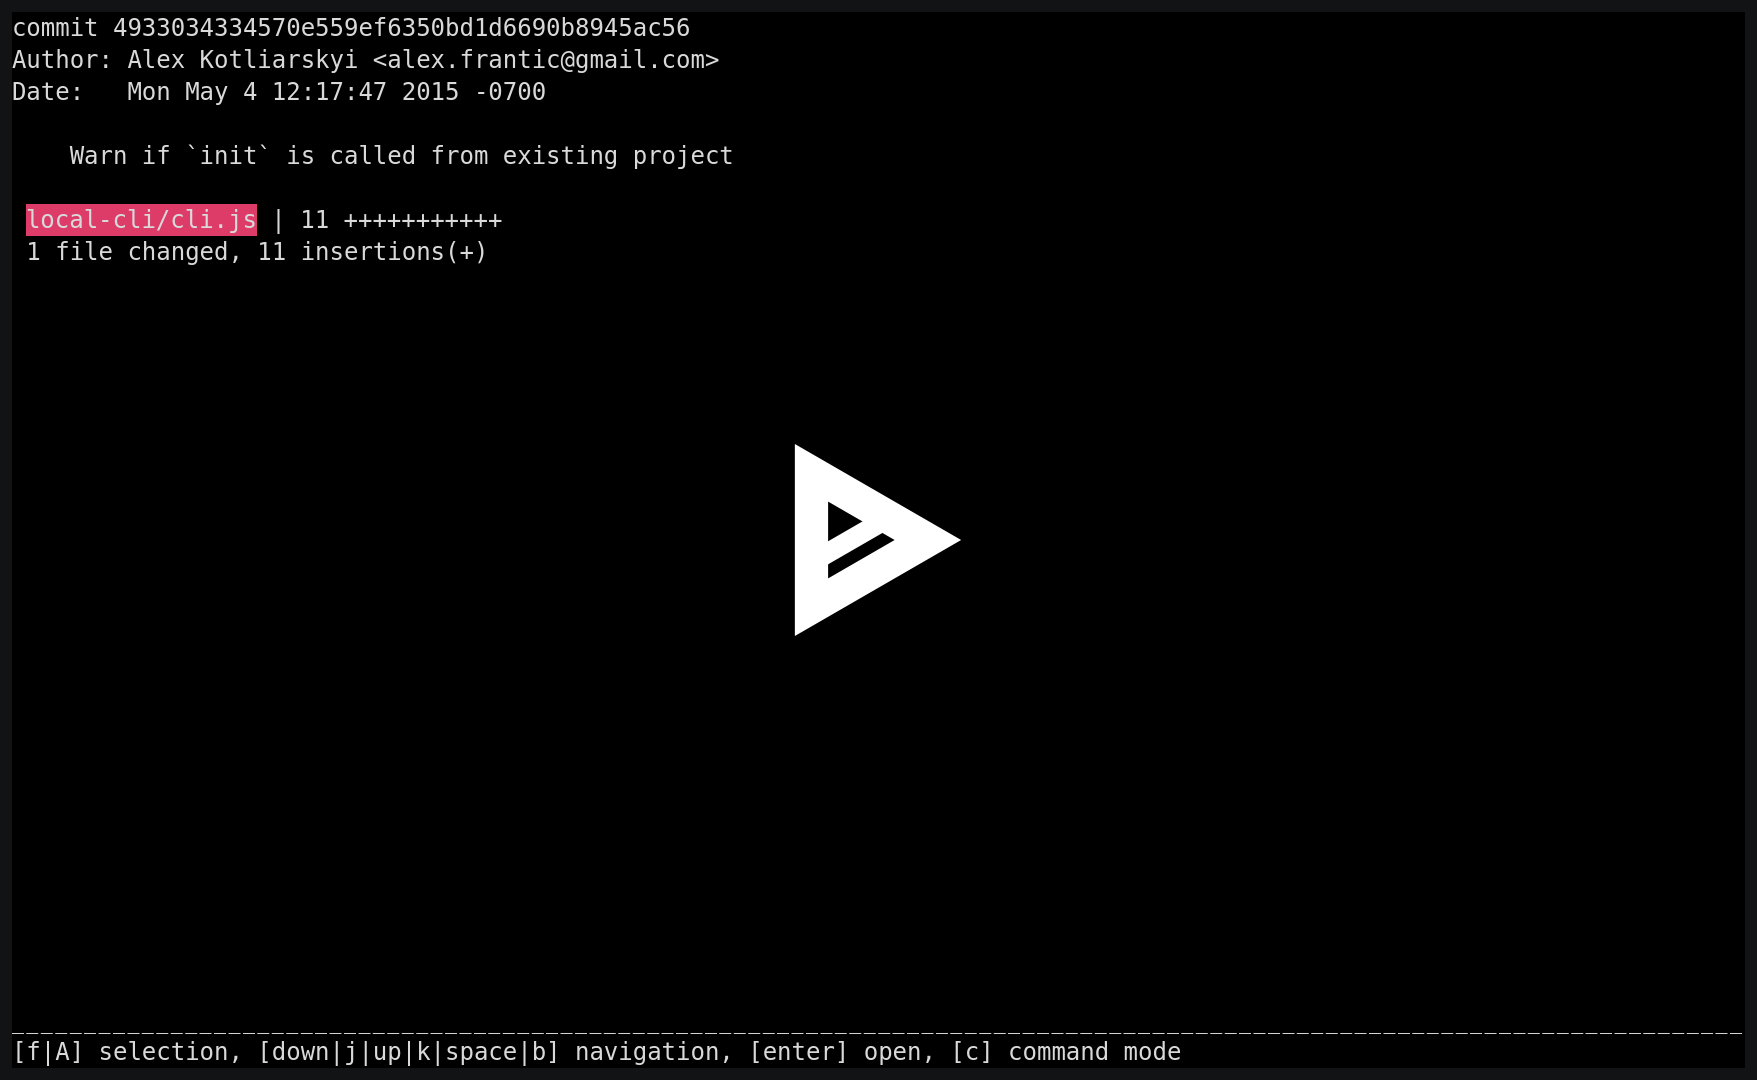 commit 4933034334570e559ef6350bd1d6690b8945ac56
Author: Alex Kotliarskyi <alex.frantic@gmail.com>
Date:   Mon May 4 12:17:47 2015 -0700
Warn if `init` is called from existing project
local-cli/cli.js | 11 +++++++++++
1 file changed, 11 insertions(+)
[f|A] selection, [down|j|up|k|space|b] navigation, [enter] open, [c] command mode